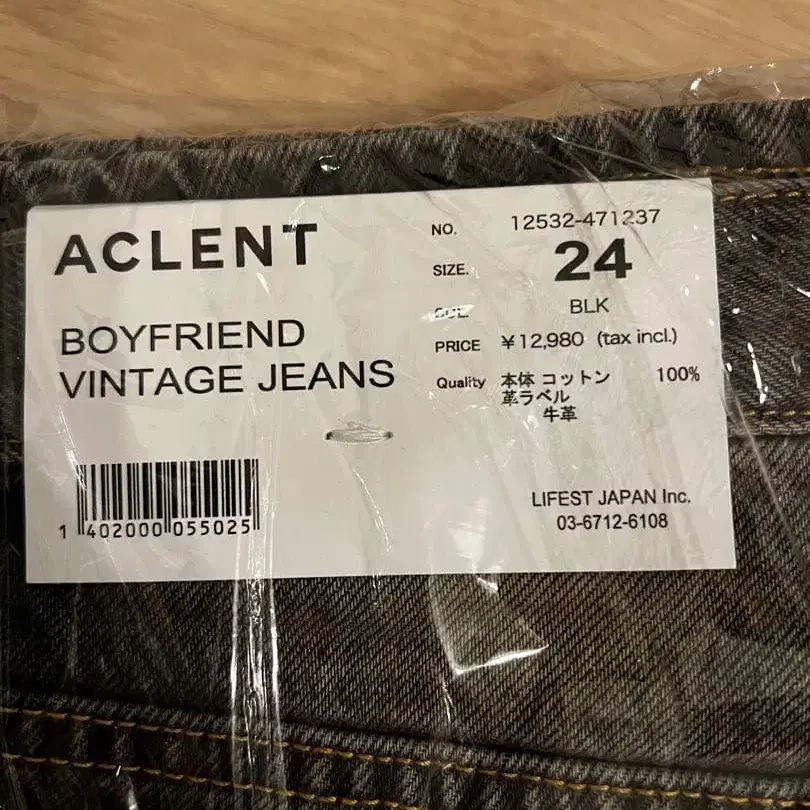 ACLENT
BOYFRIEND
VINTAGE JEANS
NO. 12532-471237
SIZE. 24
BLK
PRICE ¥12,980 (tax incl.)
Quality 本体 コットン 100%
革ラベル
牛革
1 402000 055025
LIFEST JAPAN Inc.
03-6712-6108